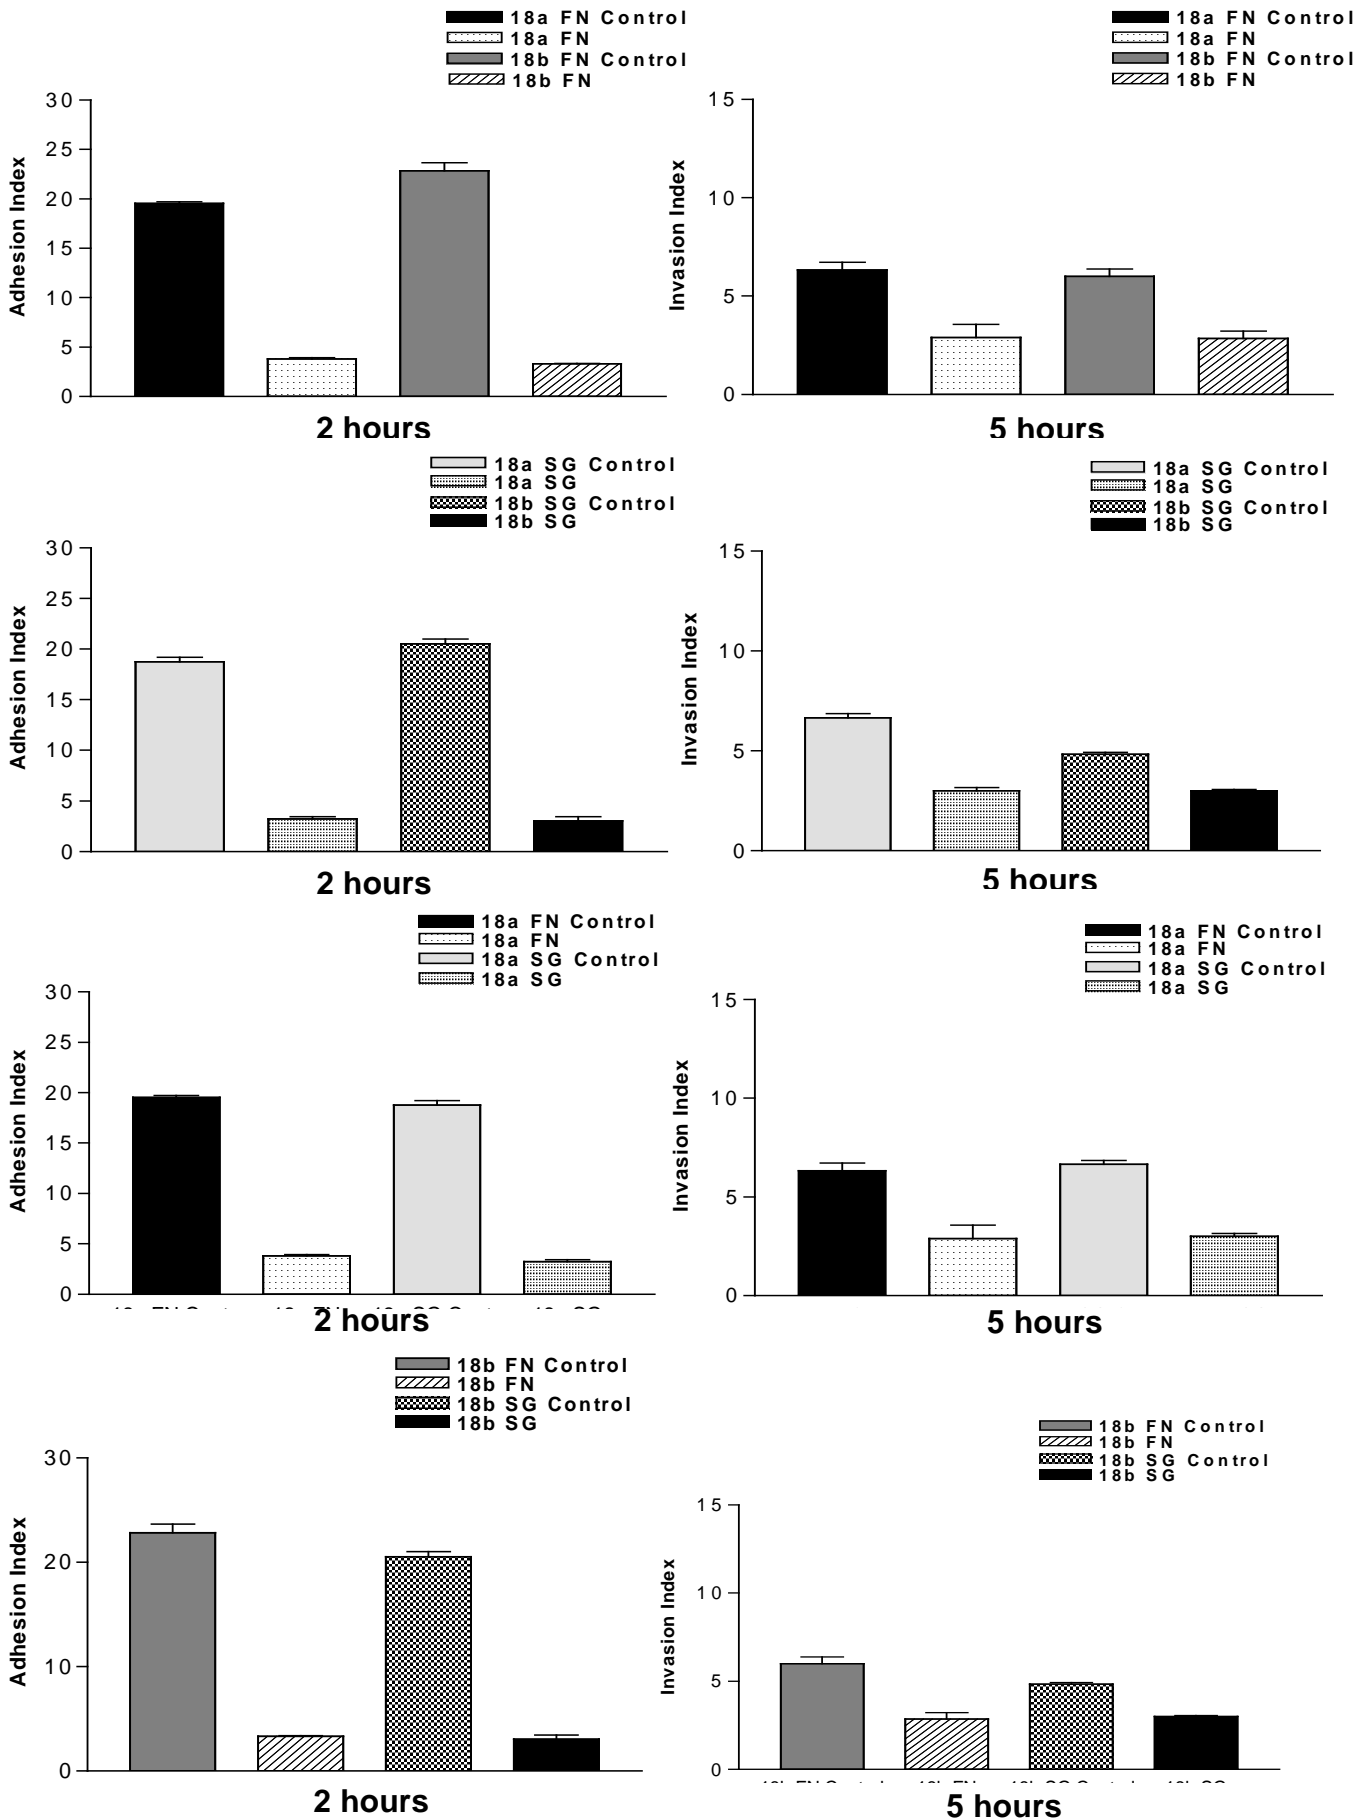 18a FN Control
18a FN
18b FN Control
18b FN
30
25
20
15
10
5
0
Adhesion Index
2 hours
18a FN Control
18a FN
18b FN Control
18b FN
15
10
5
0
Invasion Index
5 hours
18a SG Control
18a SG
18b SG Control
18b SG
30
25
20
15
10
5
0
Adhesion Index
2 hours
18a SG Control
18a SG
18b SG Control
18b SG
15
10
5
0
Invasion Index
5 hours
18a FN Control
18a FN
18a SG Control
18a SG
30
25
20
15
10
5
0
Adhesion Index
2 hours
18a FN Control
18a FN
18a SG Control
18a SG
15
10
5
0
Invasion Index
5 hours
18b FN Control
18b FN
18b SG Control
18b SG
30
20
10
0
Adhesion Index
2 hours
18b FN Control
18b FN
18b SG Control
18b SG
15
10
5
0
Invasion Index
5 hours